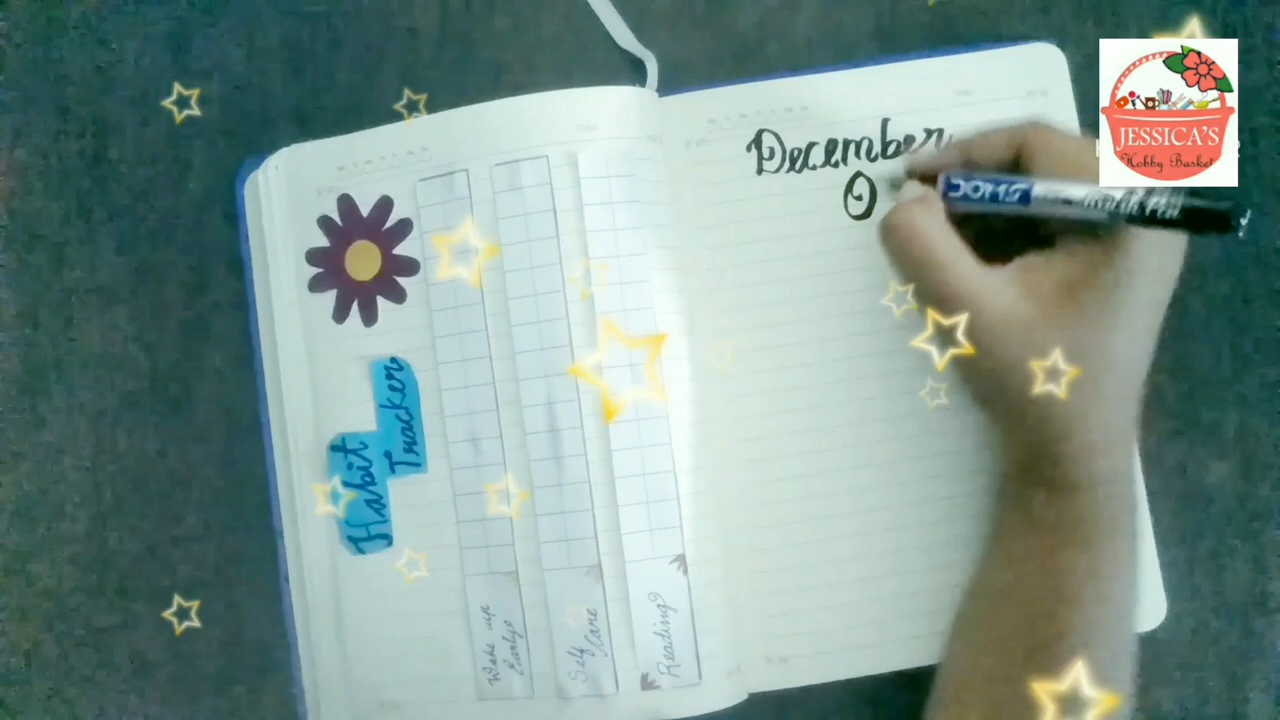 Habit
Tracker
Wake up
Early
Self
Care
Reading
December
O
DOMS
JESSICA'S
Hobby Basket